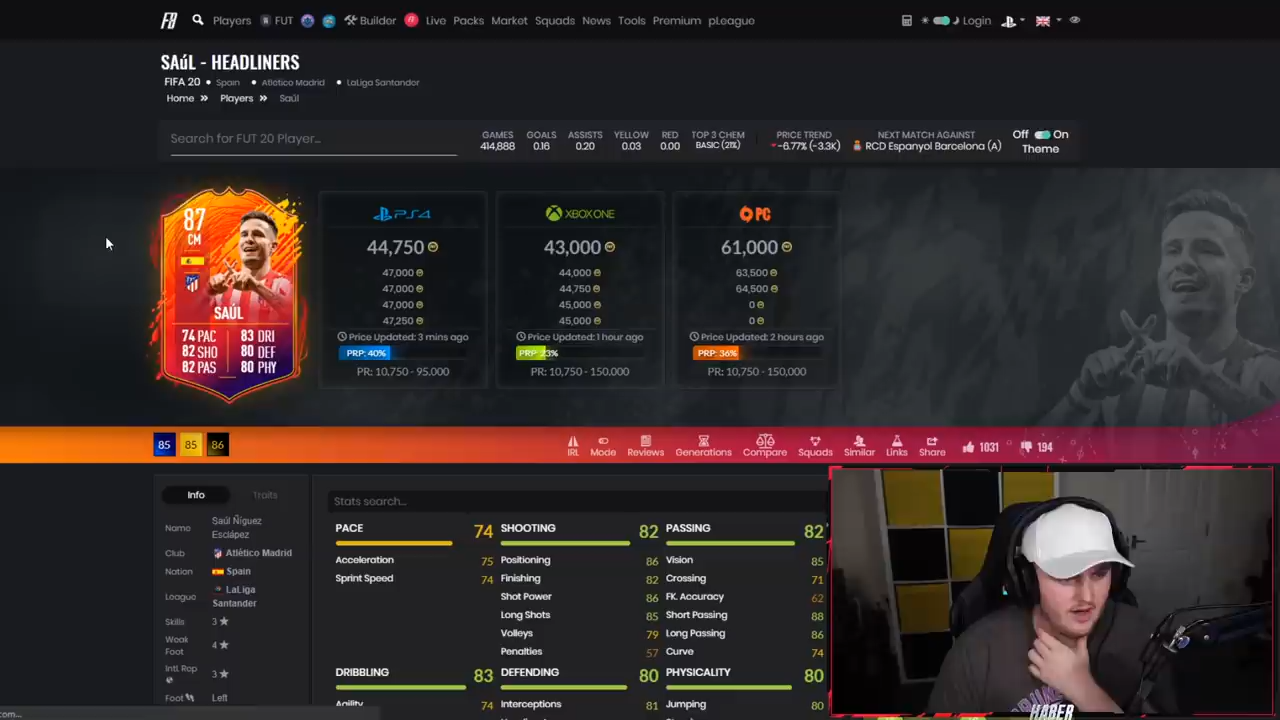 Players FUT Builder Live Packs Market Squads News Tools Premium pLeague Login
SAúL - HEADLINERS
FIFA 20 • Spain • Atlético Madrid • LaLiga Santander
Home » Players » Saúl
Search for FUT 20 Player...
GAMES 414,888
GOALS 0.16
ASSISTS 0.20
YELLOW 0.03
RED 0.00
TOP 3 CHEM BASIC (21%)
PRICE TREND -6.77% (-3.3K)
NEXT MATCH AGAINST RCD Espanyol Barcelona (A)
Off On
Theme
87
CM
SAÚL
74 PAC 83 DRI
82 SHO 80 DEF
82 PAS 80 PHY
PS4
44,750
47,000
47,000
47,000
47,250
Price Updated: 3 mins ago
PRP: 40%
PR: 10,750 - 95,000
XBOX ONE
43,000
44,000
44,750
45,000
45,000
Price Updated: 1 hour ago
PRP: 23%
PR: 10,750 - 150,000
PC
61,000
63,500
64,500
0
0
Price Updated: 2 hours ago
PRP: 36%
PR: 10,750 - 150,000
85 85 86
IRL Mode Reviews Generations Compare Squads Similar Links Share 1031 194
Info Traits
Name Saúl Ñíguez Esclápez
Club Atlético Madrid
Nation Spain
League LaLiga Santander
Skills 3
Weak Foot 4
Intl. Rep 3
Foot Left
Stats search...
PACE 74
Acceleration 75
Sprint Speed 74
SHOOTING 82
Positioning 86
Finishing 82
Shot Power 86
Long Shots 85
Volleys 79
Penalties 57
PASSING 82
Vision 85
Crossing 71
FK. Accuracy 62
Short Passing 88
Long Passing 86
Curve 74
DRIBBLING 83
Agility 74
DEFENDING 80
Interceptions 81
PHYSICALITY 80
Jumping 80
com...
HABER